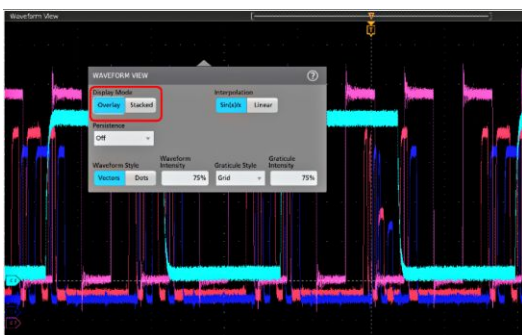 Waveform View
WAVEFORM VIEW
Display Mode
Overlay Stacked
Interpolation
Sin(x)/x Linear
Persistence
Off
Waveform Style
Vectors Dots
Waveform Intensity
75%
Graticule Style
Grid
Graticule Intensity
75%